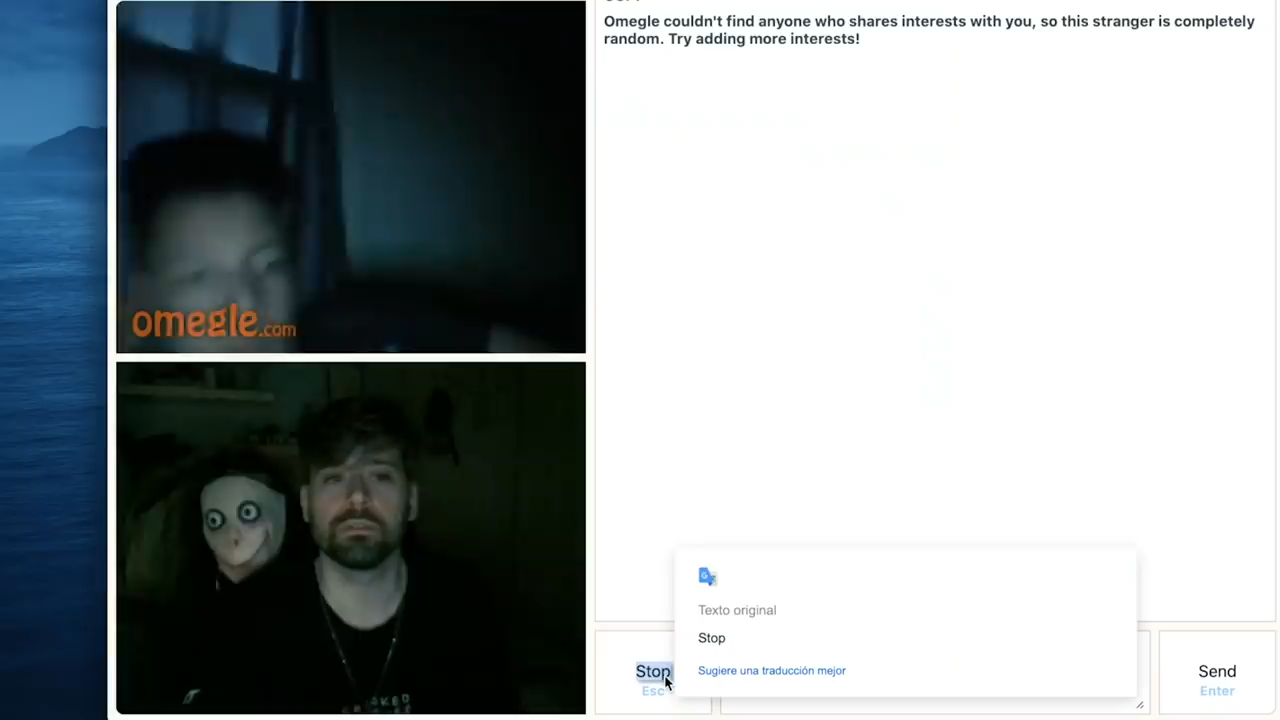 Omegle couldn't find anyone who shares interests with you, so this stranger is completely
random. Try adding more interests!
omegle.com
Texto original
Stop
Sugiere una traducción mejor
Stop
Esc
Send
Enter